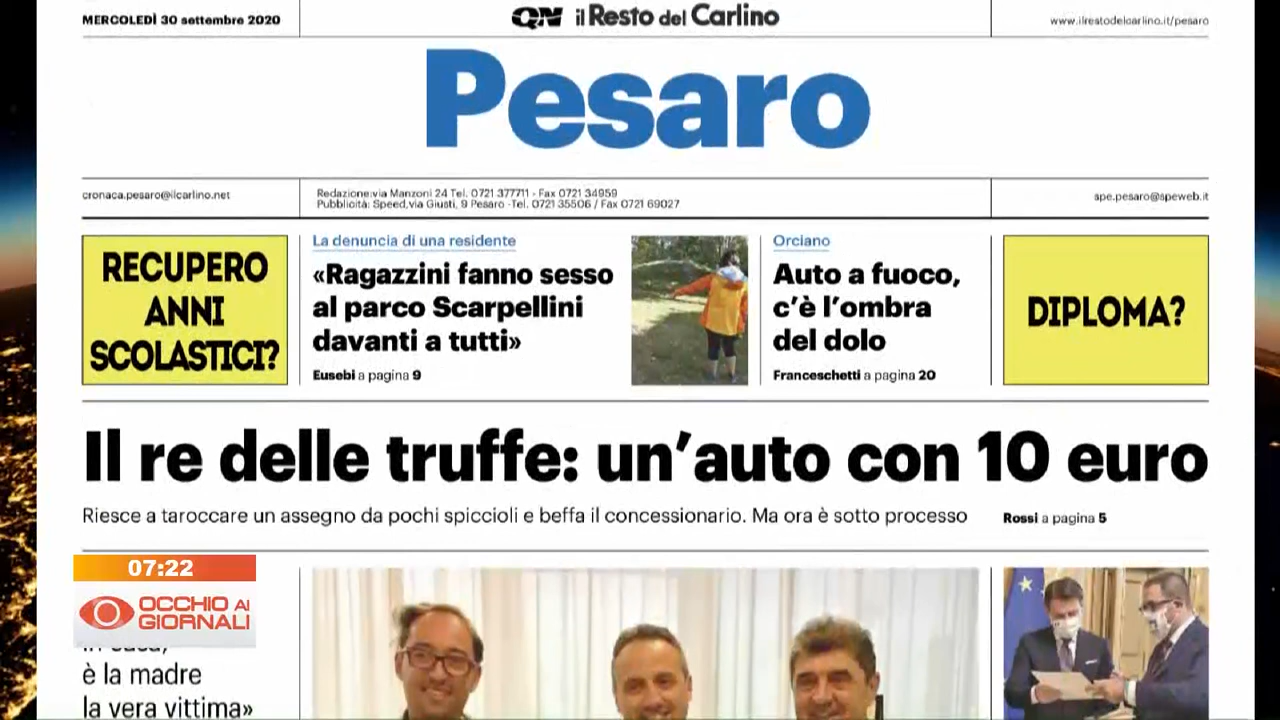 MERCOLEDÌ 30 settembre 2020
QN il Resto del Carlino
www.ilrestodelcarlino.it/pesaro
Pesaro
cronaca.pesaro@ilcarlino.net
Redazione:via Manzoni 24 Tel. 0721 377711 - Fax 0721 34959
Pubblicità: Speed,via Giusti, 9 Pesaro -Tel. 0721 35506 / Fax 0721 69027
spe.pesaro@speweb.it
RECUPERO
ANNI
SCOLASTICI?
La denuncia di una residente
«Ragazzini fanno sesso
al parco Scarpellini
davanti a tutti»
Eusebi a pagina 9
Orciano
Auto a fuoco,
c'è l'ombra
del dolo
Franceschetti a pagina 20
DIPLOMA?
Il re delle truffe: un'auto con 10 euro
Riesce a taroccare un assegno da pochi spiccioli e beffa il concessionario. Ma ora è sotto processo
Rossi a pagina 5
07:22
OCCHIO AI
GIORNALI
è la madre
la vera vittima»